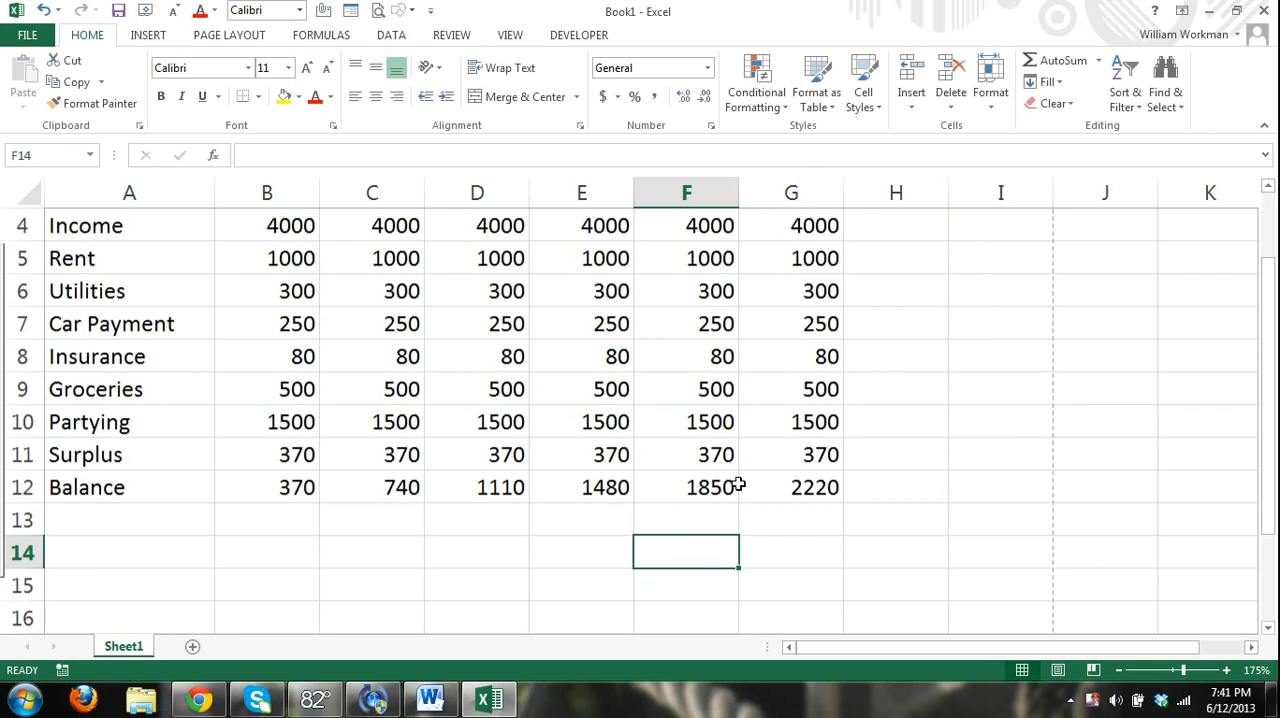 Calibri
Book1 - Excel
?
FILE HOME INSERT PAGE LAYOUT FORMULAS DATA REVIEW VIEW DEVELOPER William Workman
Paste
Cut
Copy
Format Painter
Clipboard
Calibri 11
B I U
Font
Wrap Text
Merge & Center
Alignment
General
$ % ,
Number
Conditional Formatting
Format as Table
Cell Styles
Styles
Insert Delete Format
Cells
AutoSum
Fill
Clear
Sort & Filter
Find & Select
Editing
F14 fx
A B C D E F G H I J K
4 Income 4000 4000 4000 4000 4000 4000
5 Rent 1000 1000 1000 1000 1000 1000
6 Utilities 300 300 300 300 300 300
7 Car Payment 250 250 250 250 250 250
8 Insurance 80 80 80 80 80 80
9 Groceries 500 500 500 500 500 500
10 Partying 1500 1500 1500 1500 1500 1500
11 Surplus 370 370 370 370 370 370
12 Balance 370 740 1110 1480 1850 2220
13
14
15
16
Sheet1
READY 175%
82°
7:41 PM
6/12/2013